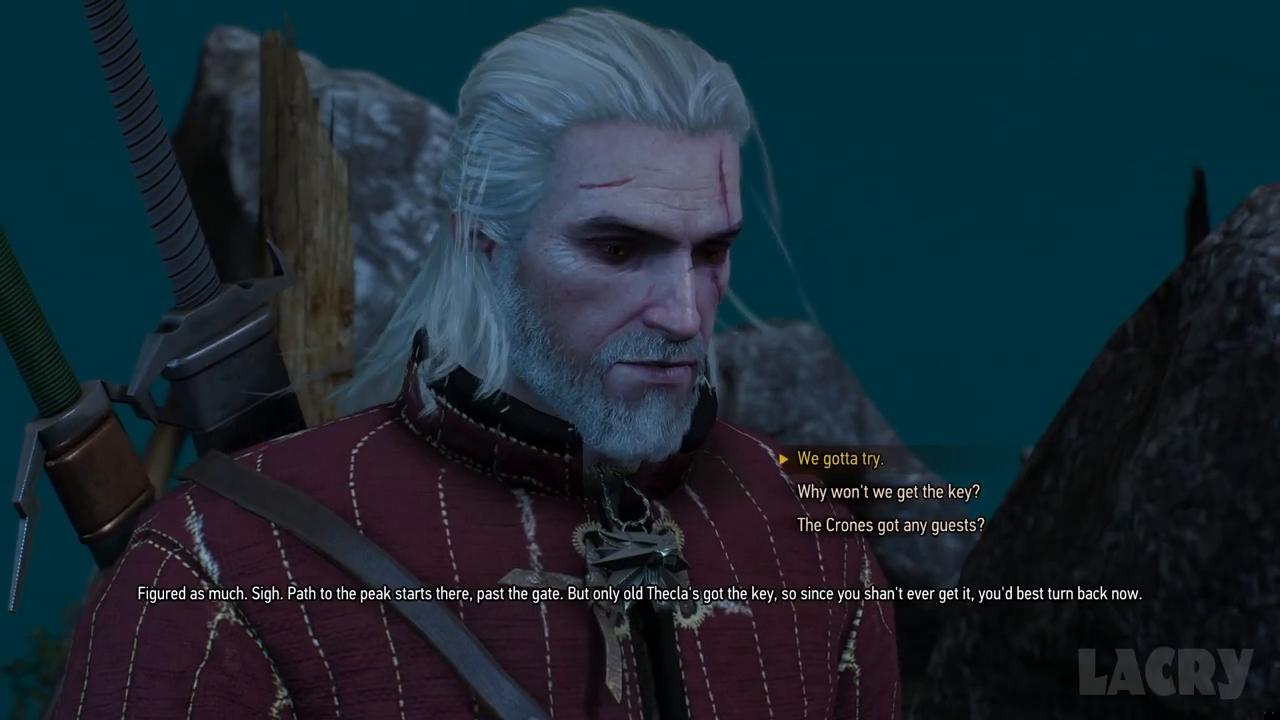 We gotta try.
Why won't we get the key?
The Crones got any guests?
Figured as much. Sigh. Path to the peak starts there, past the gate. But only old Thecla's got the key, so since you shan't ever get it, you'd best turn back now.
LACRY